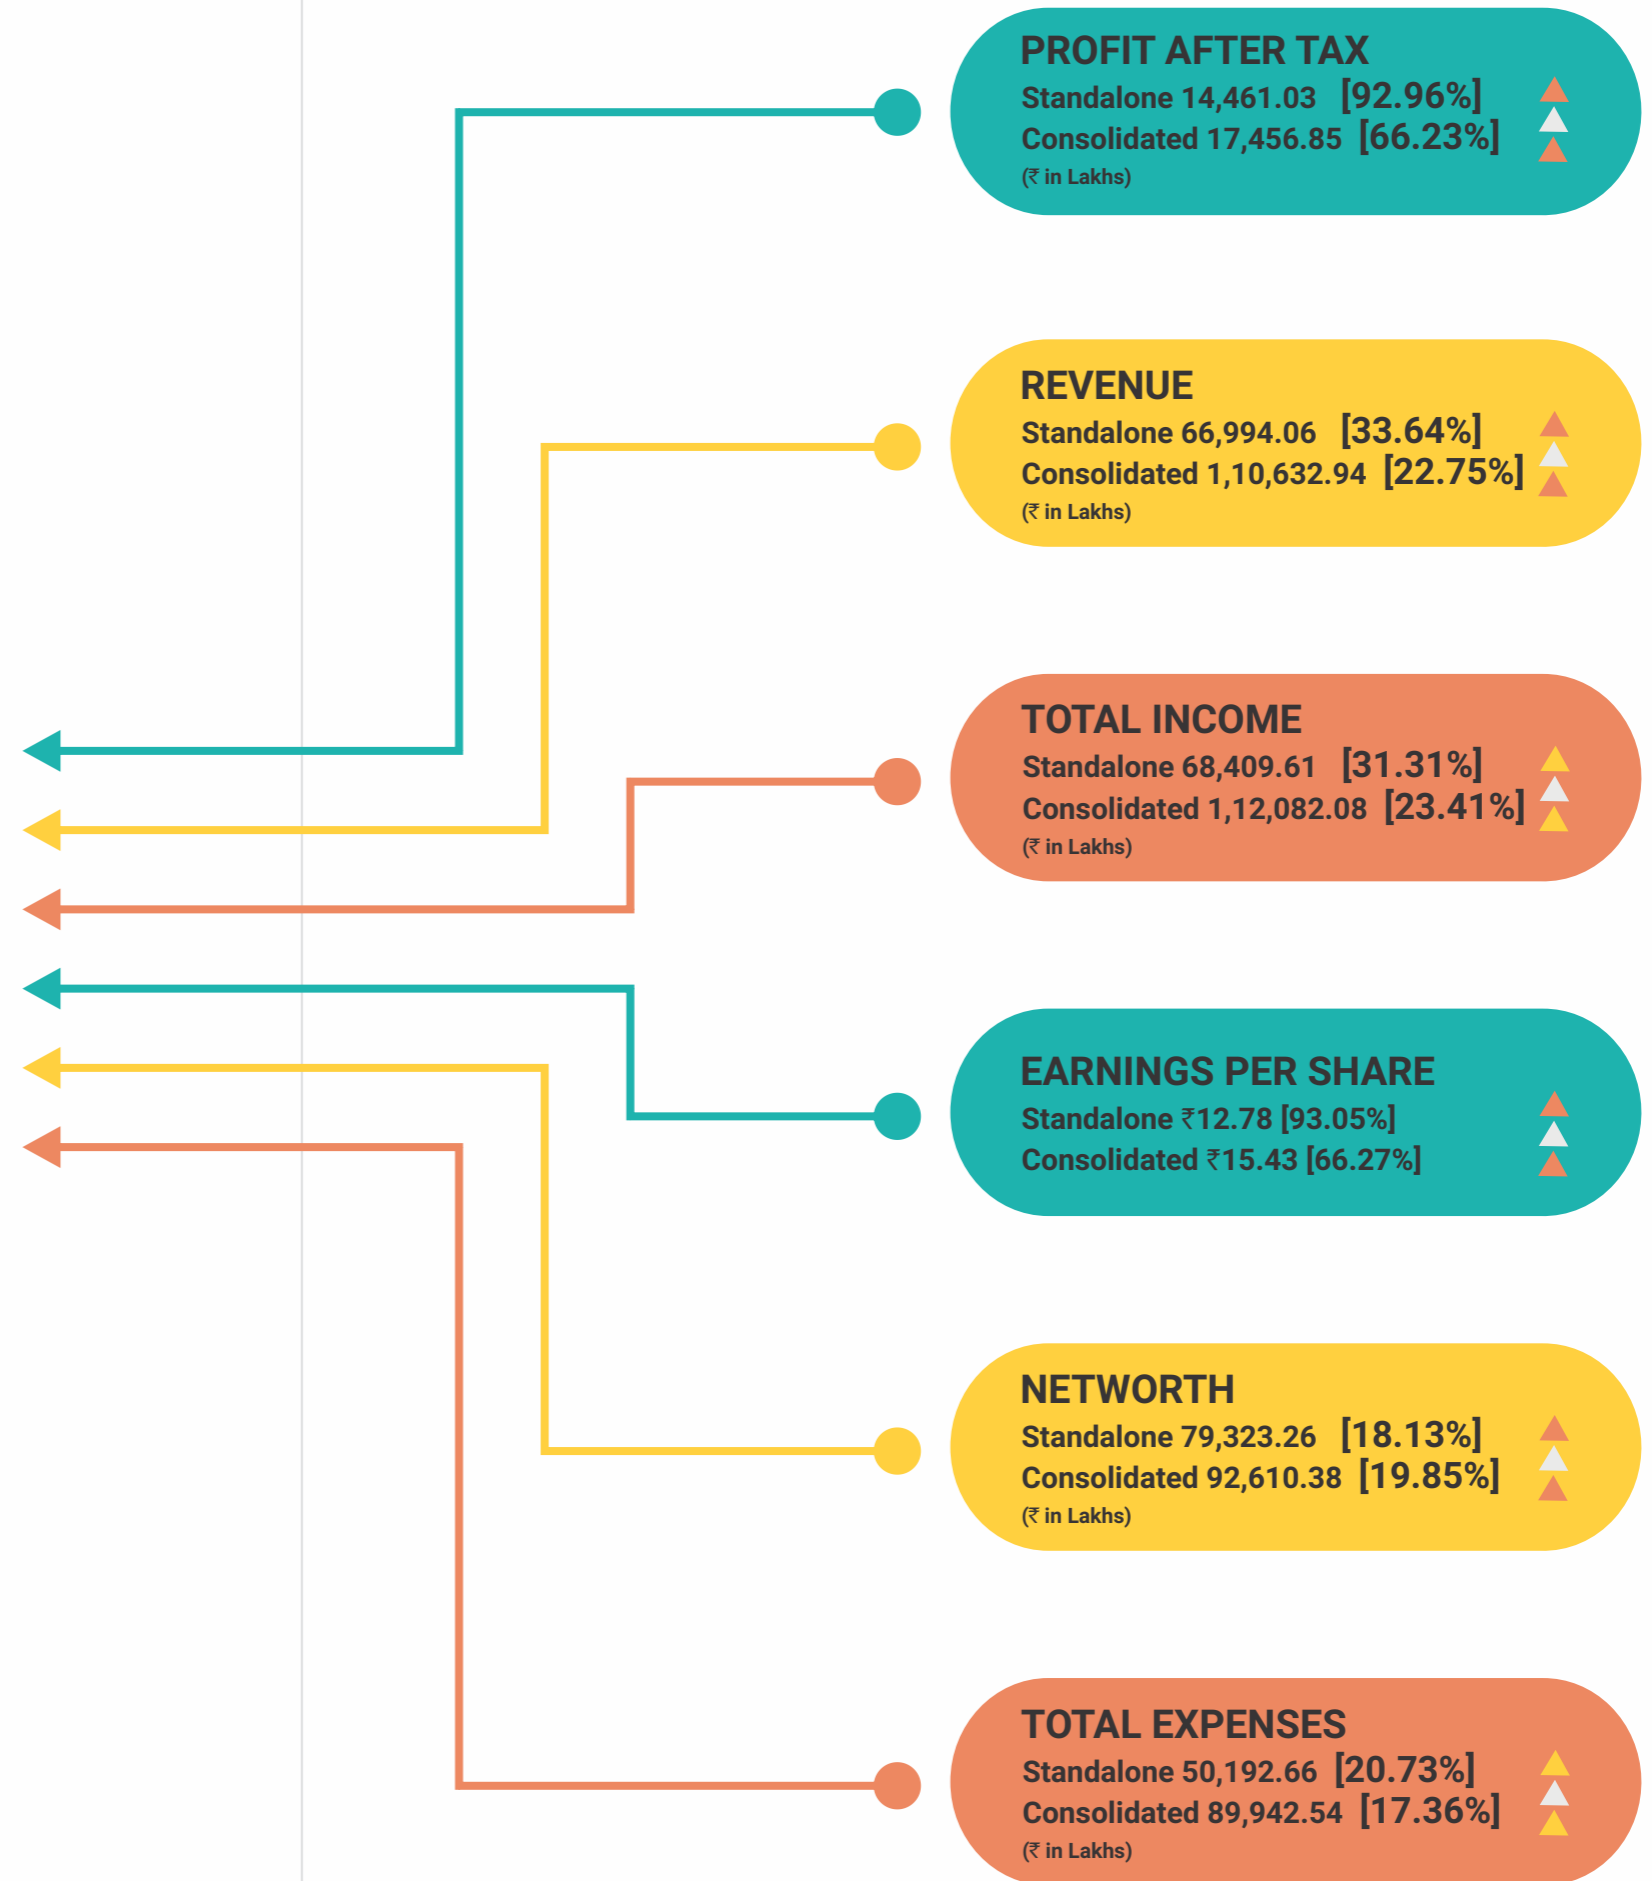 PROFIT AFTER TAX
Standalone 14,461.03 [92.96%]
Consolidated 17,456.85 [66.23%]
(₹ in Lakhs)
REVENUE
Standalone 66,994.06 [33.64%]
Consolidated 1,10,632.94 [22.75%]
(₹ in Lakhs)
TOTAL INCOME
Standalone 68,409.61 [31.31%]
Consolidated 1,12,082.08 [23.41%]
(₹ in Lakhs)
EARNINGS PER SHARE
Standalone ₹12.78 [93.05%]
Consolidated ₹15.43 [66.27%]
NETWORTH
Standalone 79,323.26 [18.13%]
Consolidated 92,610.38 [19.85%]
(₹ in Lakhs)
TOTAL EXPENSES
Standalone 50,192.66 [20.73%]
Consolidated 89,942.54 [17.36%]
(₹ in Lakhs)